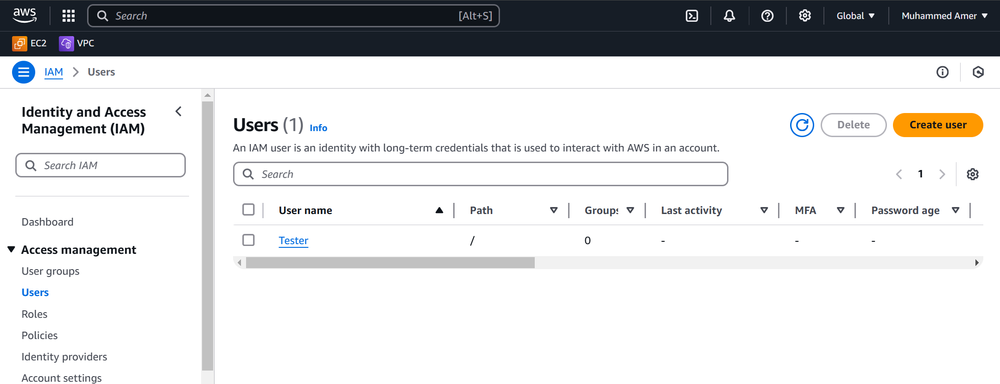 aws
Search [Alt+S]
Global
Muhammed Amer
EC2
VPC
IAM
Users
Identity and Access
Management (IAM)
Search IAM
Dashboard
Access management
User groups
Users
Roles
Policies
Identity providers
Account settings
Users (1) Info
Delete
Create user
An IAM user is an identity with long-term credentials that is used to interact with AWS in an account.
Search
1
User name Path Groups Last activity MFA Password age
Tester / 0 - - -